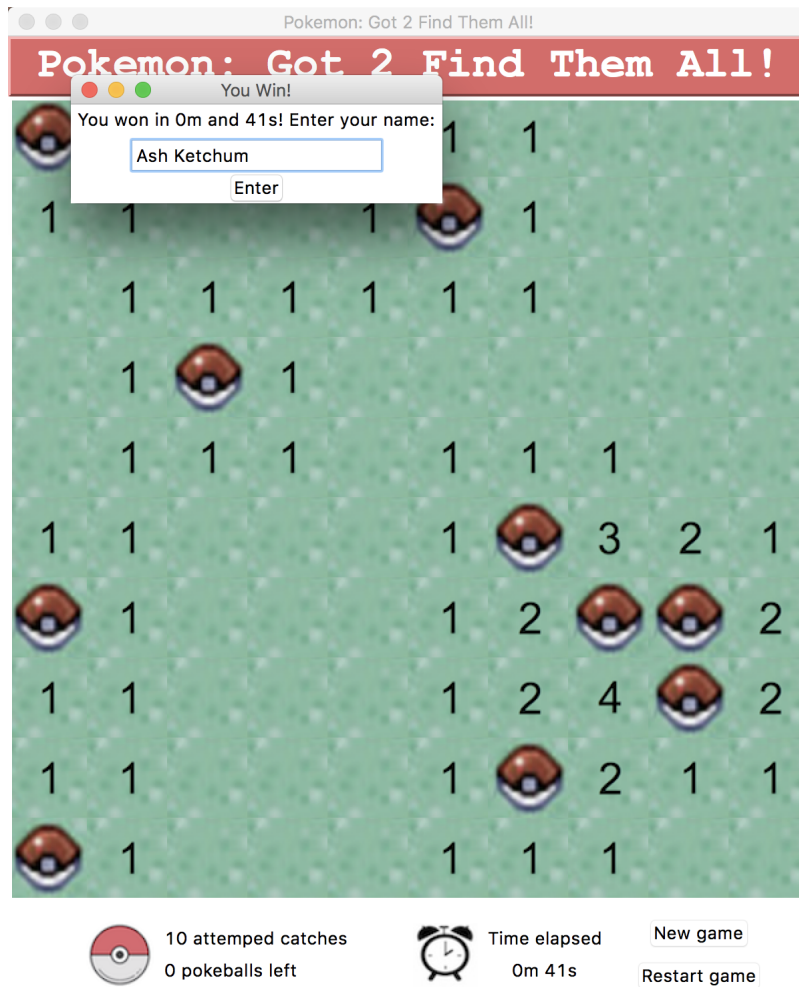 Pokemon: Got 2 Find Them All!
Pokemon: Got 2 Find Them All!
You Win!
You won in 0m and 41s! Enter your name:
Ash Ketchum
Enter
1 1
1 1 1 1
1 1 1 1 1 1
1 1
1 1 1 1 1 1
1 1 1 3 2 1
1 1 2 2
1 1 1 2 4 2
1 1 1 2 1 1
1 1 1 1
10 attemped catches
0 pokeballs left
Time elapsed
0m 41s
New game
Restart game